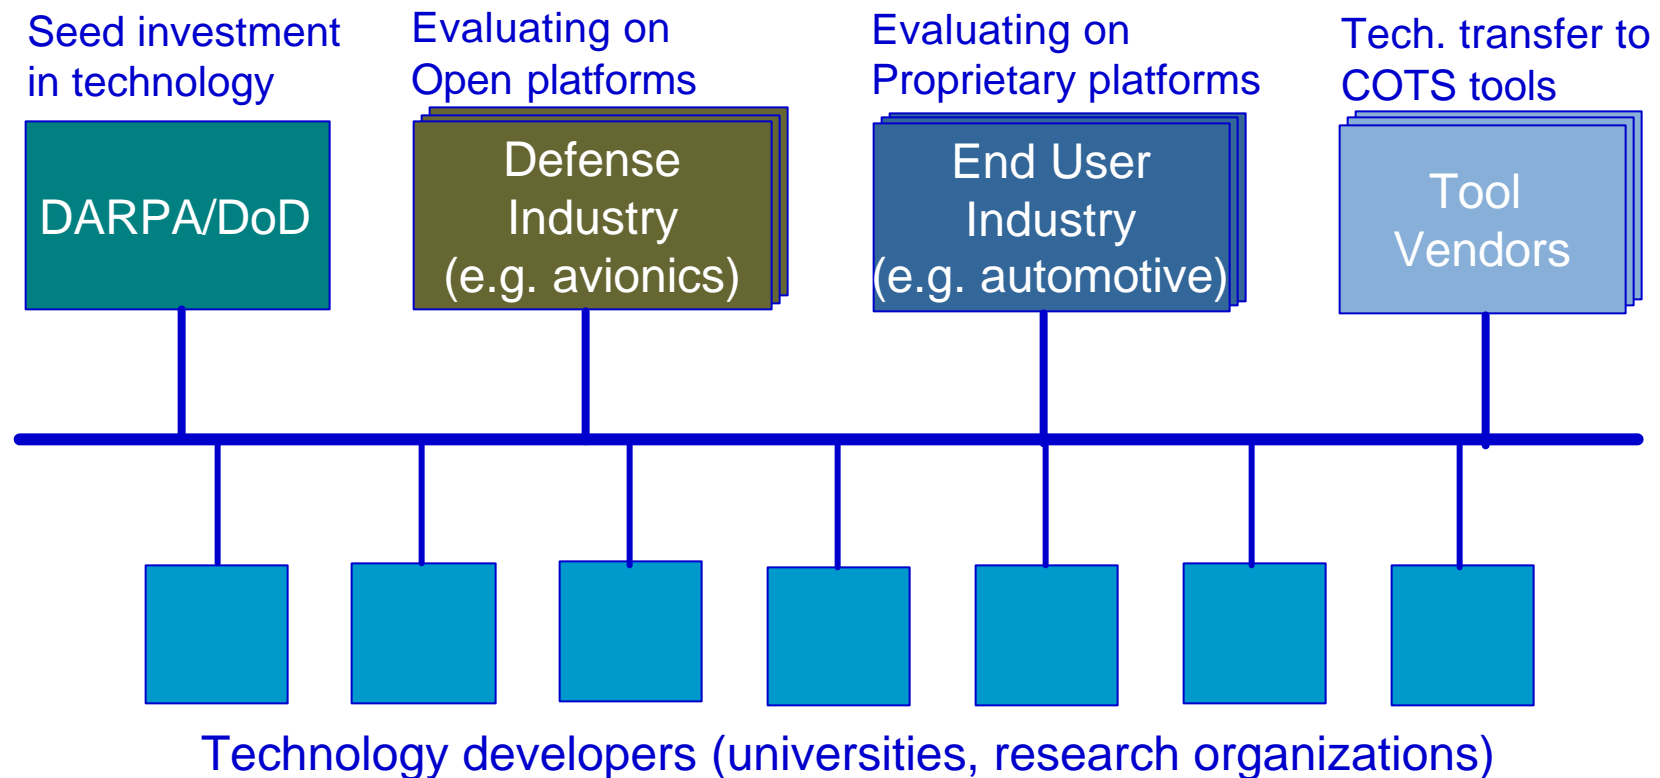 Seed investment
in technology
Evaluating on
Open platforms
Evaluating on
Proprietary platforms
Tech. transfer to
COTS tools
DARPA/DoD
Defense
Industry
(e.g. avionics)
End User
Industry
(e.g. automotive)
Tool
Vendors
Technology developers (universities, research organizations)